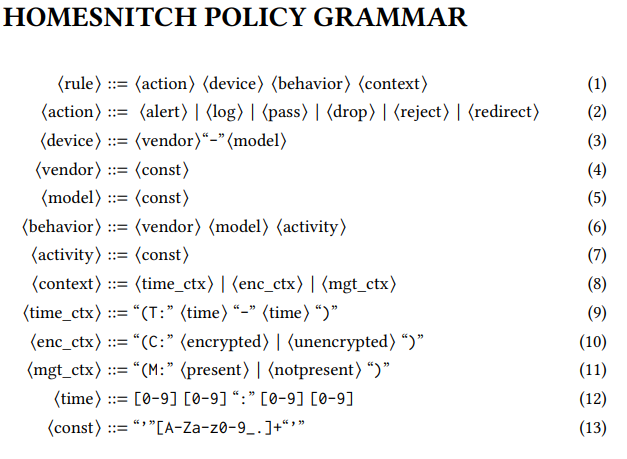 HOMESNITCH POLICY GRAMMAR
⟨rule⟩ ::= ⟨action⟩ ⟨device⟩ ⟨behavior⟩ ⟨context⟩ (1)
⟨action⟩ ::= ⟨alert⟩ | ⟨log⟩ | ⟨pass⟩ | ⟨drop⟩ | ⟨reject⟩ | ⟨redirect⟩ (2)
⟨device⟩ ::= ⟨vendor⟩“-”⟨model⟩ (3)
⟨vendor⟩ ::= ⟨const⟩ (4)
⟨model⟩ ::= ⟨const⟩ (5)
⟨behavior⟩ ::= ⟨vendor⟩ ⟨model⟩ ⟨activity⟩ (6)
⟨activity⟩ ::= ⟨const⟩ (7)
⟨context⟩ ::= ⟨time_ctx⟩ | ⟨enc_ctx⟩ | ⟨mgt_ctx⟩ (8)
⟨time_ctx⟩ ::= “(T:” ⟨time⟩ “-” ⟨time⟩ “)” (9)
⟨enc_ctx⟩ ::= “(C:” ⟨encrypted⟩ | ⟨unencrypted⟩ “)” (10)
⟨mgt_ctx⟩ ::= “(M:” ⟨present⟩ | ⟨notpresent⟩ “)” (11)
⟨time⟩ ::= [0-9] [0-9] “:” [0-9] [0-9] (12)
⟨const⟩ ::= “‘”[A-Za-z0-9_.]+“‘” (13)